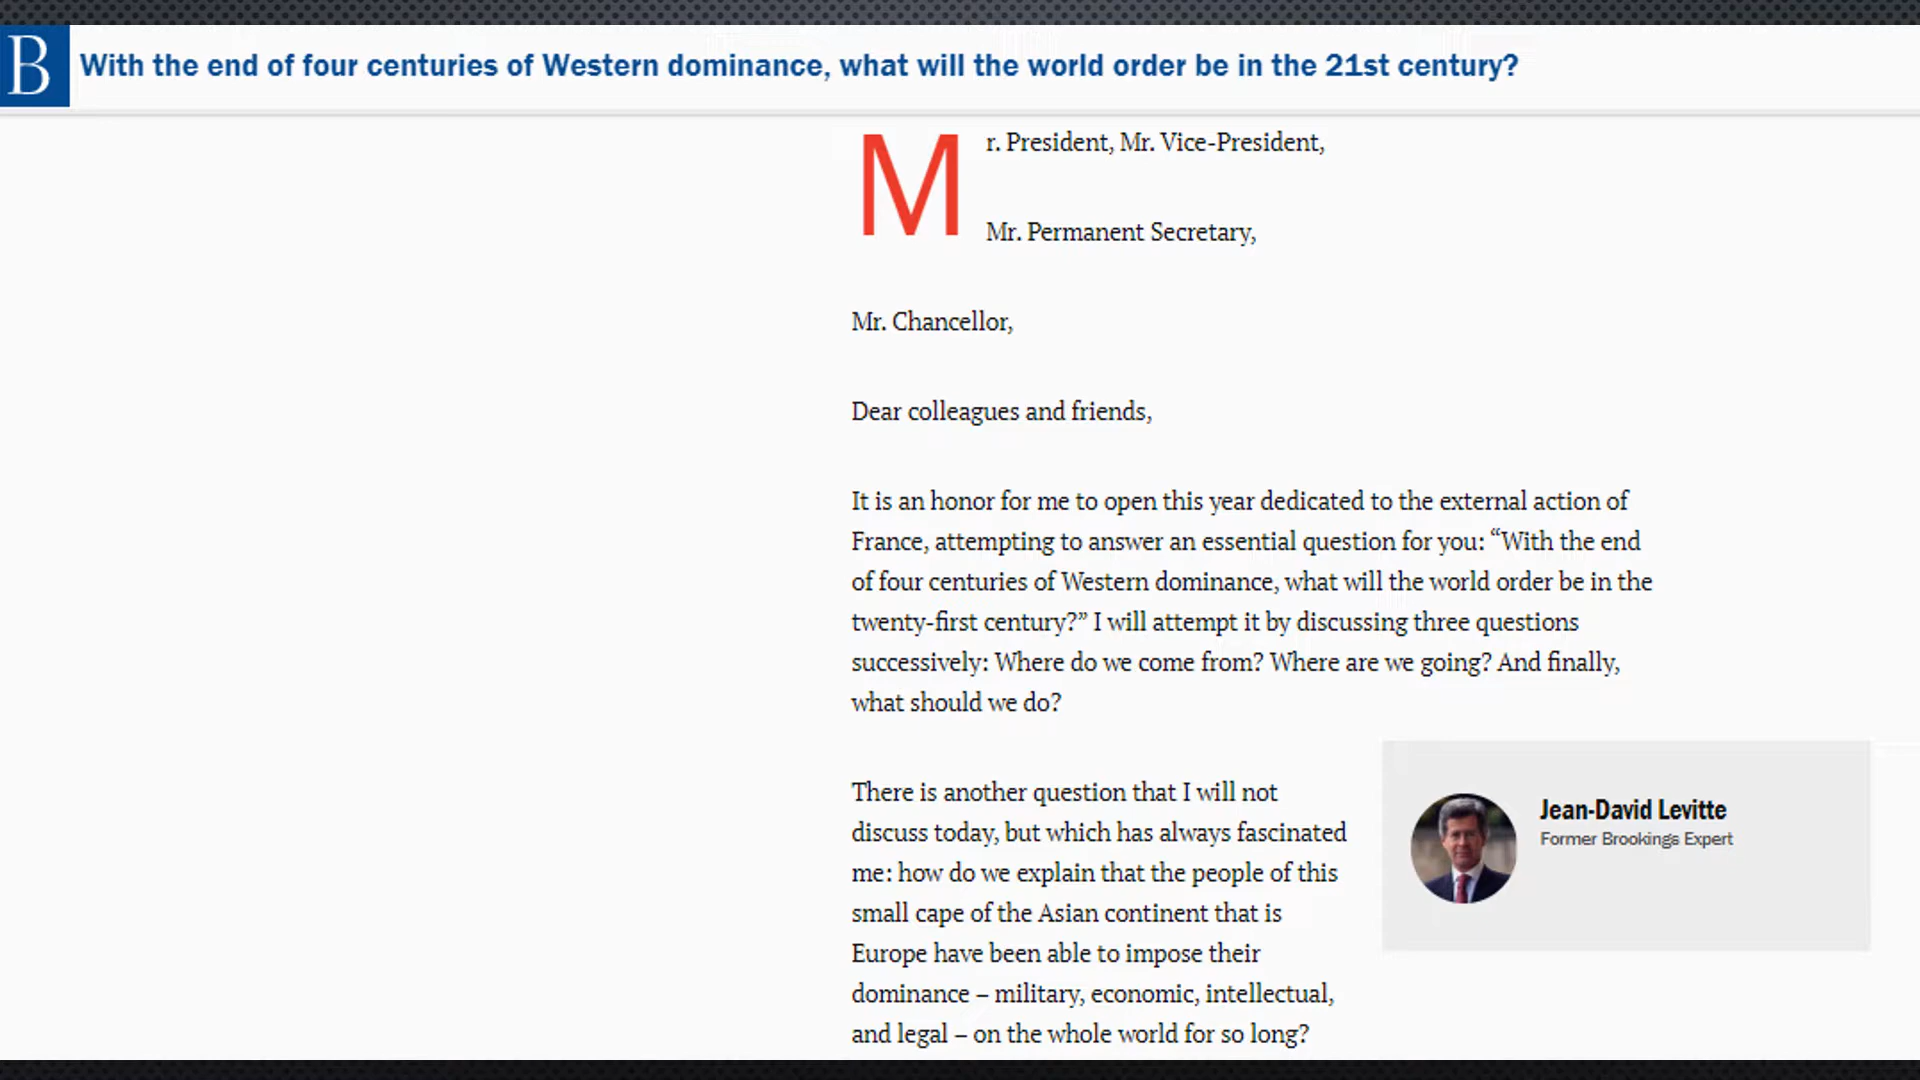 B
With the end of four centuries of Western dominance, what will the world order be in the 21st century?
Mr. President, Mr. Vice-President,
Mr. Permanent Secretary,
Mr. Chancellor,
Dear colleagues and friends,
It is an honor for me to open this year dedicated to the external action of
France, attempting to answer an essential question for you: “With the end
of four centuries of Western dominance, what will the world order be in the
twenty-first century?” I will attempt it by discussing three questions
successively: Where do we come from? Where are we going? And finally,
what should we do?
There is another question that I will not
discuss today, but which has always fascinated
me: how do we explain that the people of this
small cape of the Asian continent that is
Europe have been able to impose their
dominance – military, economic, intellectual,
and legal – on the whole world for so long?
Jean-David Levitte
Former Brookings Expert